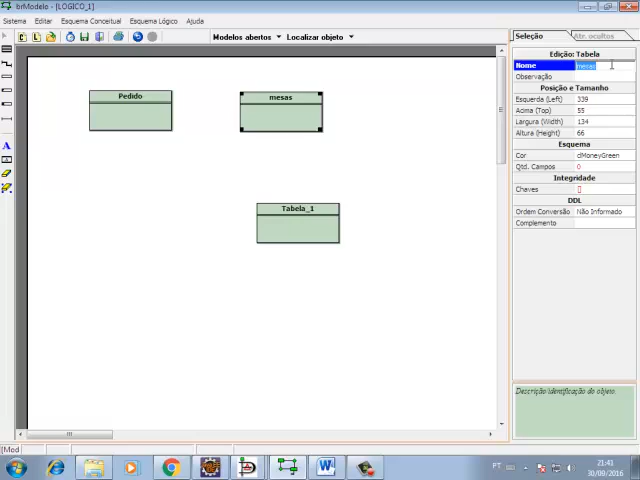 brModelo - [LOGICO_1]
Sistema Editar Esquema Conceitual Esquema Lógico Ajuda
Modelos abertos Localizar objeto
Pedido
mesas
Tabela_1
Seleção Atr. ocultos
Edição: Tabela
Nome mesas
Observação
Posição e Tamanho
Esquerda (Left) 339
Acima (Top) 55
Largura (Width) 134
Altura (Height) 66
Esquema
Cor clMoneyGreen
Qtd. Campos 0
Integridade
Chaves []
DDL
Ordem Conversão Não Informado
Complemento
Descrição/identificação do objeto.
[Mod
PT
21:41
30/09/2016